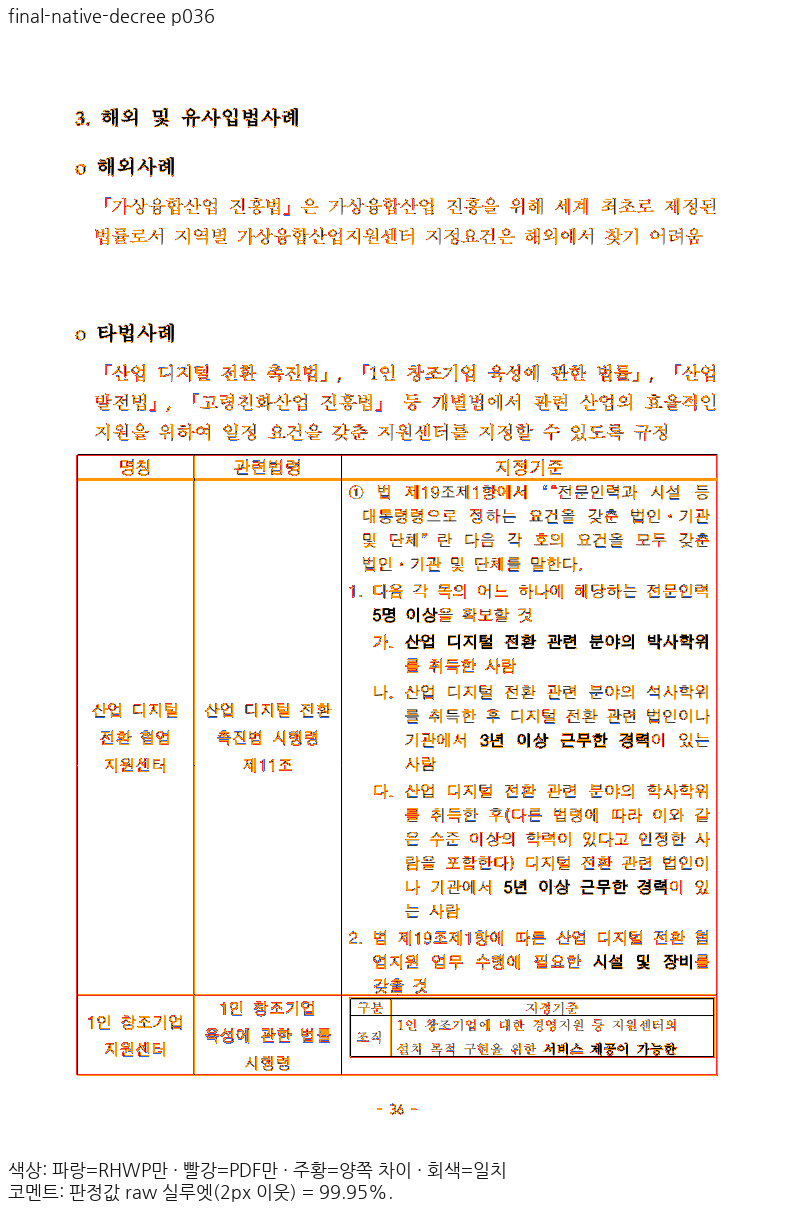 final-native-decree p036
3. 해외 및 유사입법사례
o 해외사례
「가상융합산업 진흥법」은 가상융합산업 진흥을 위해 세계 최초로 제정된
법률로서 지역별 가상융합산업지원센터 지정요건은 해외에서 찾기 어려움
o 타법사례
「산업 디지털 전환 촉진법」, 「1인 창조기업 육성에 관한 법률」, 「산업
발전법」, 「고령친화산업 진흥법」 등 개별법에서 관련 산업의 효율적인
지원을 위하여 일정 요건을 갖춘 지원센터를 지정할 수 있도록 규정
명칭 관련법령 지정기준
산업 디지털
전환 협업
지원센터
산업 디지털 전환
촉진법 시행령
제11조
① 법 제19조제1항에서 “"전문인력과 시설 등
대통령령으로 정하는 요건을 갖춘 법인·기관
및 단체” 란 다음 각 호의 요건을 모두 갖춘
법인·기관 및 단체를 말한다.
1. 다음 각 목의 어느 하나에 해당하는 전문인력
5명 이상을 확보할 것
가. 산업 디지털 전환 관련 분야의 박사학위
를 취득한 사람
나. 산업 디지털 전환 관련 분야의 석사학위
를 취득한 후 디지털 전환 관련 법인이나
기관에서 3년 이상 근무한 경력이 있는
사람
다. 산업 디지털 전환 관련 분야의 학사학위
를 취득한 후(다른 법령에 따라 이와 같
은 수준 이상의 학력이 있다고 인정한 사
람을 포함한다) 디지털 전환 관련 법인이
나 기관에서 5년 이상 근무한 경력이 있
는 사람
2. 법 제19조제1항에 따른 산업 디지털 전환 협
업지원 업무 수행에 필요한 시설 및 장비를
갖출 것
1인 창조기업
지원센터
1인 창조기업
육성에 관한 법률
시행령
구분 지정기준
조직
1인 창조기업에 대한 경영지원 등 지원센터의
설치 목적 구현을 위한 서비스 제공이 가능한
- 36 -
색상: 파랑=RHWP만 · 빨강=PDF만 · 주황=양쪽 차이 · 회색=일치
코멘트: 판정값 raw 실루엣(2px 이웃) = 99.95%.